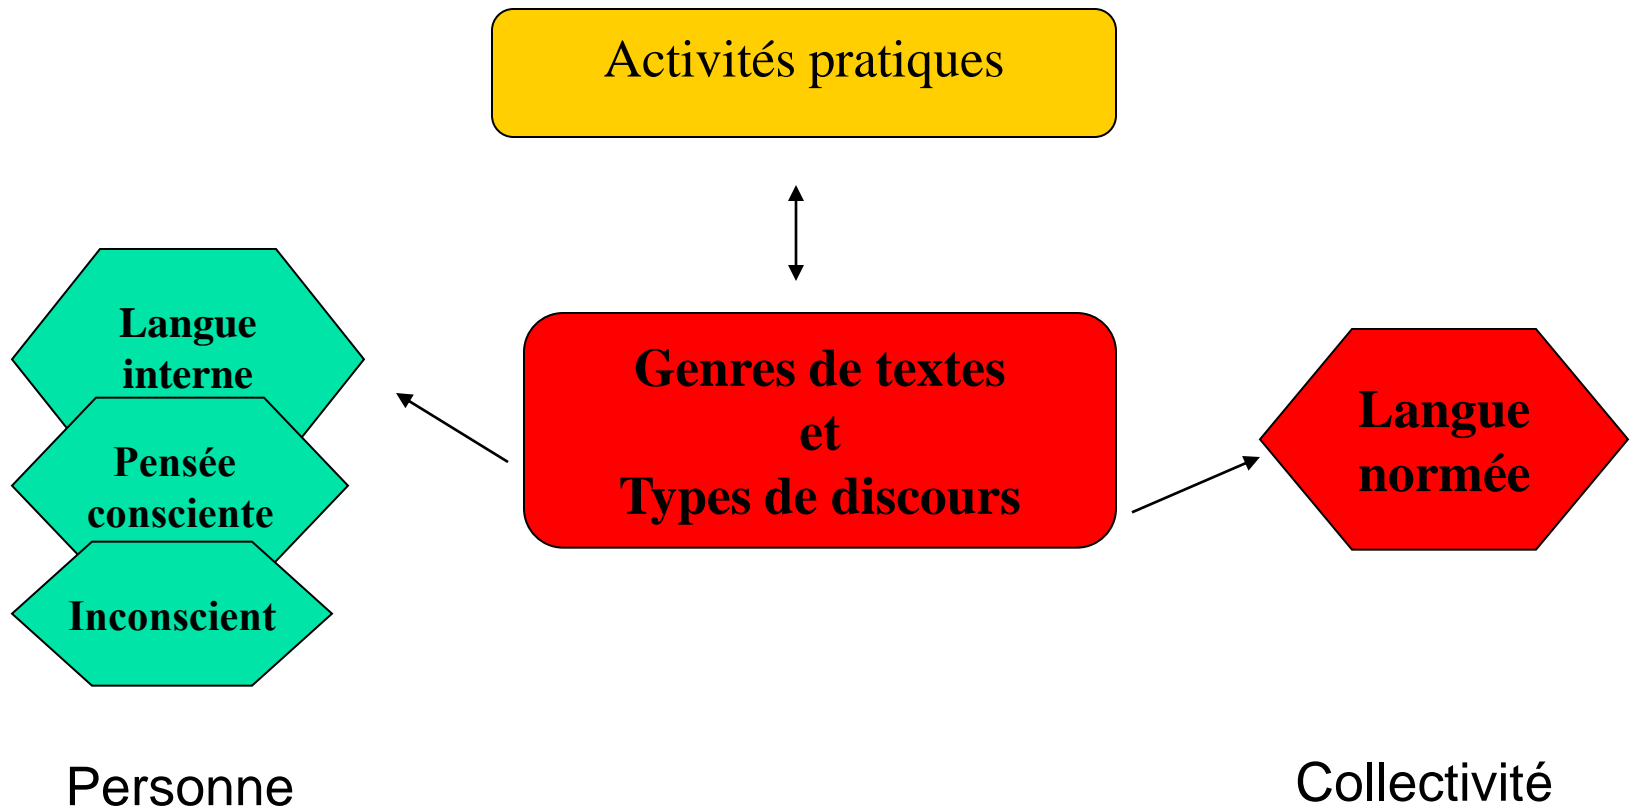 Activités pratiques
Langue
interne
Pensée
consciente
Inconscient
Genres de textes
et
Types de discours
Langue
normée
Personne
Collectivité